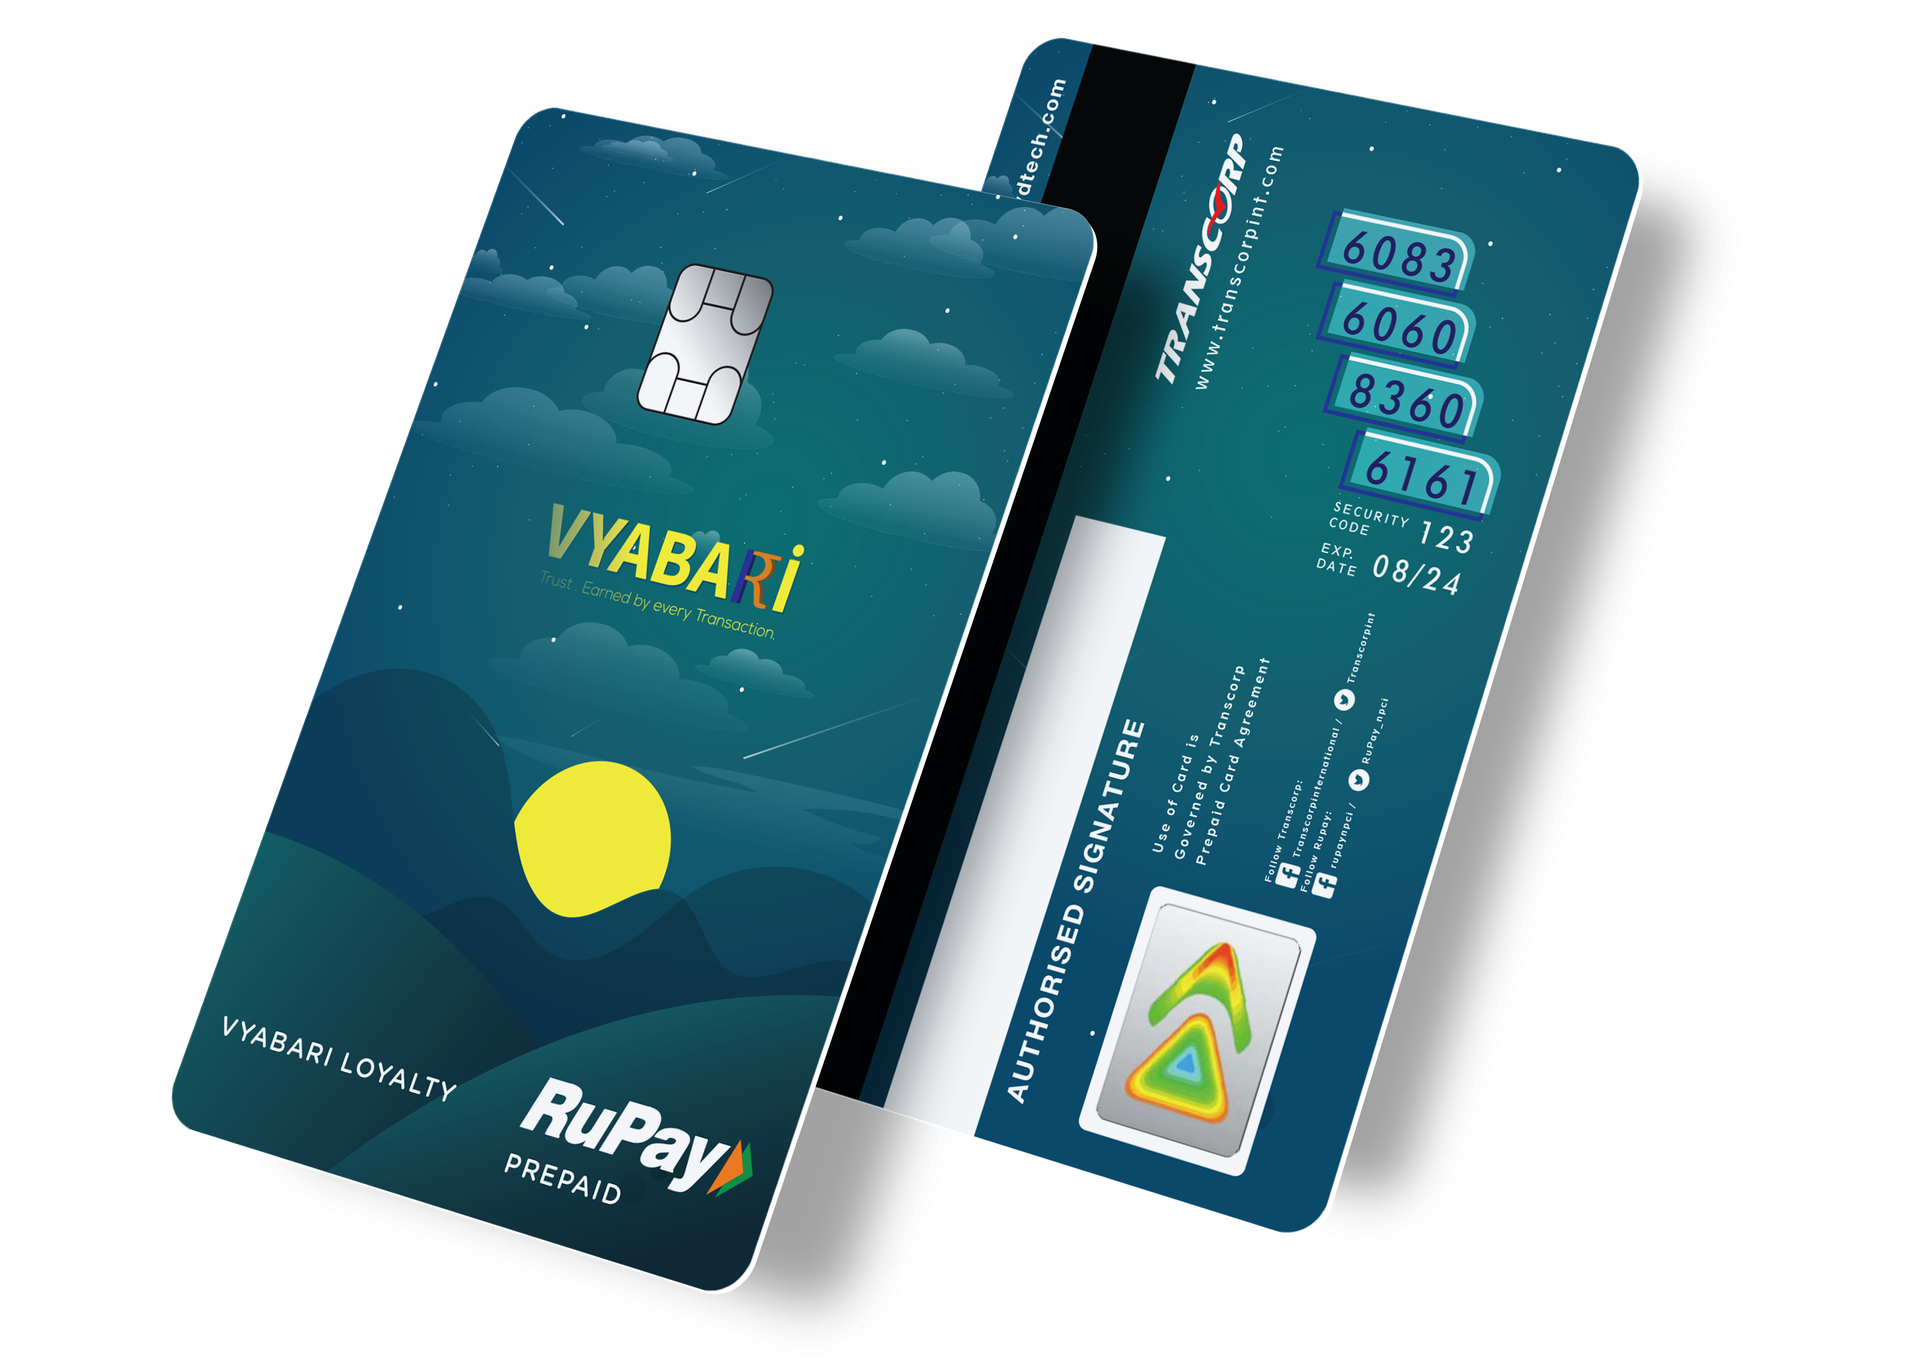 VYABARi
Trust . Earned by every Transaction.
VYABARI LOYALTY
RuPay
PREPAID
rdtech.com
TRANSCORP
www.transcorpint.com
6083
6060
8360
6161
SECURITY
CODE 123
EXP.
DATE 08/24
AUTHORISED SIGNATURE
Use of Card is
Governed by Transcorp
Prepaid Card Agreement
Follow Transcorp:
Transcorpinternational / Transcorpint
Follow Rupay:
rupaynpci / RuPay_npci